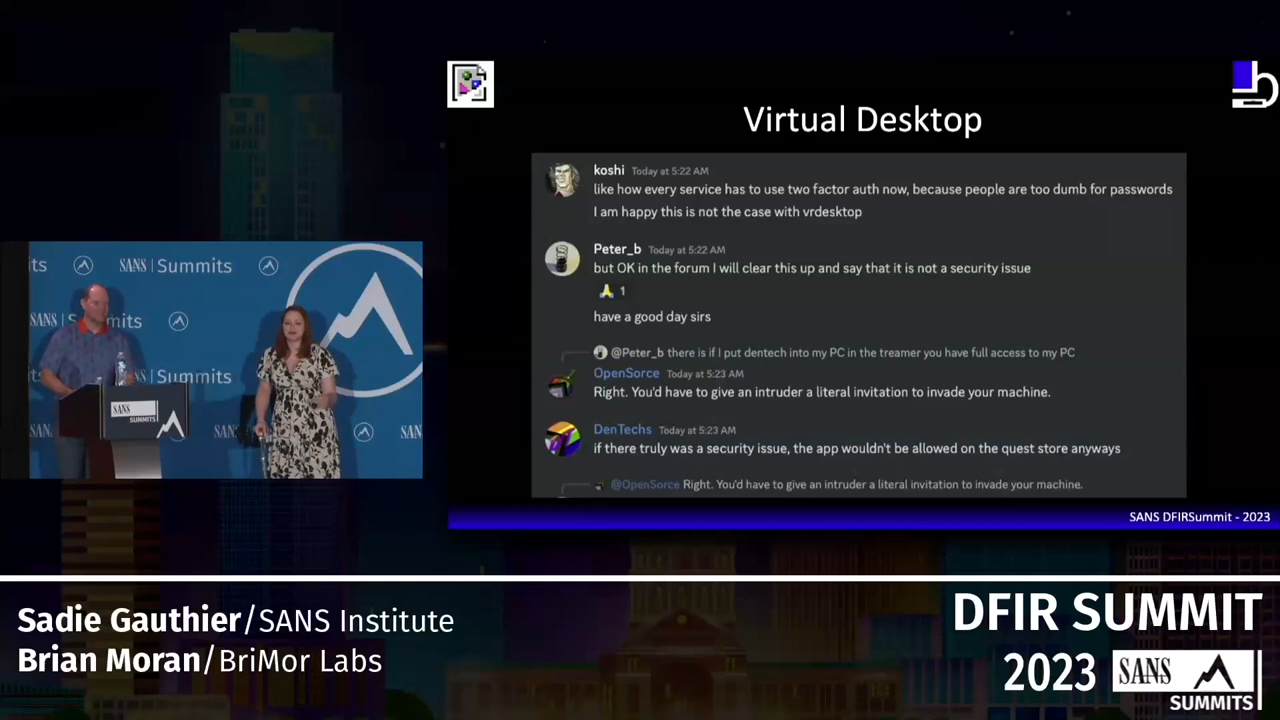 Virtual Desktop
koshi Today at 5:22 AM
like how every service has to use two factor auth now, because people are too dumb for passwords
I am happy this is not the case with vrdesktop
Peter_b Today at 5:22 AM
but OK in the forum I will clear this up and say that it is not a security issue
1
have a good day sirs
@Peter_b there is if I put dentech into my PC in the treamer you have full access to my PC
OpenSorce Today at 5:23 AM
Right. You'd have to give an intruder a literal invitation to invade your machine.
DenTechs Today at 5:23 AM
if there truly was a security issue, the app wouldn't be allowed on the quest store anyways
@OpenSorce Right. You'd have to give an intruder a literal invitation to invade your machine.
SANS DFIRSummit - 2023
its
SANS | Summits
SANS | Summits
Summits
SANS
SAN
SAN
SANS
SUMMITS
Sadie Gauthier/SANS Institute
Brian Moran/BriMor Labs
DFIR SUMMIT
2023 SANS
SUMMITS